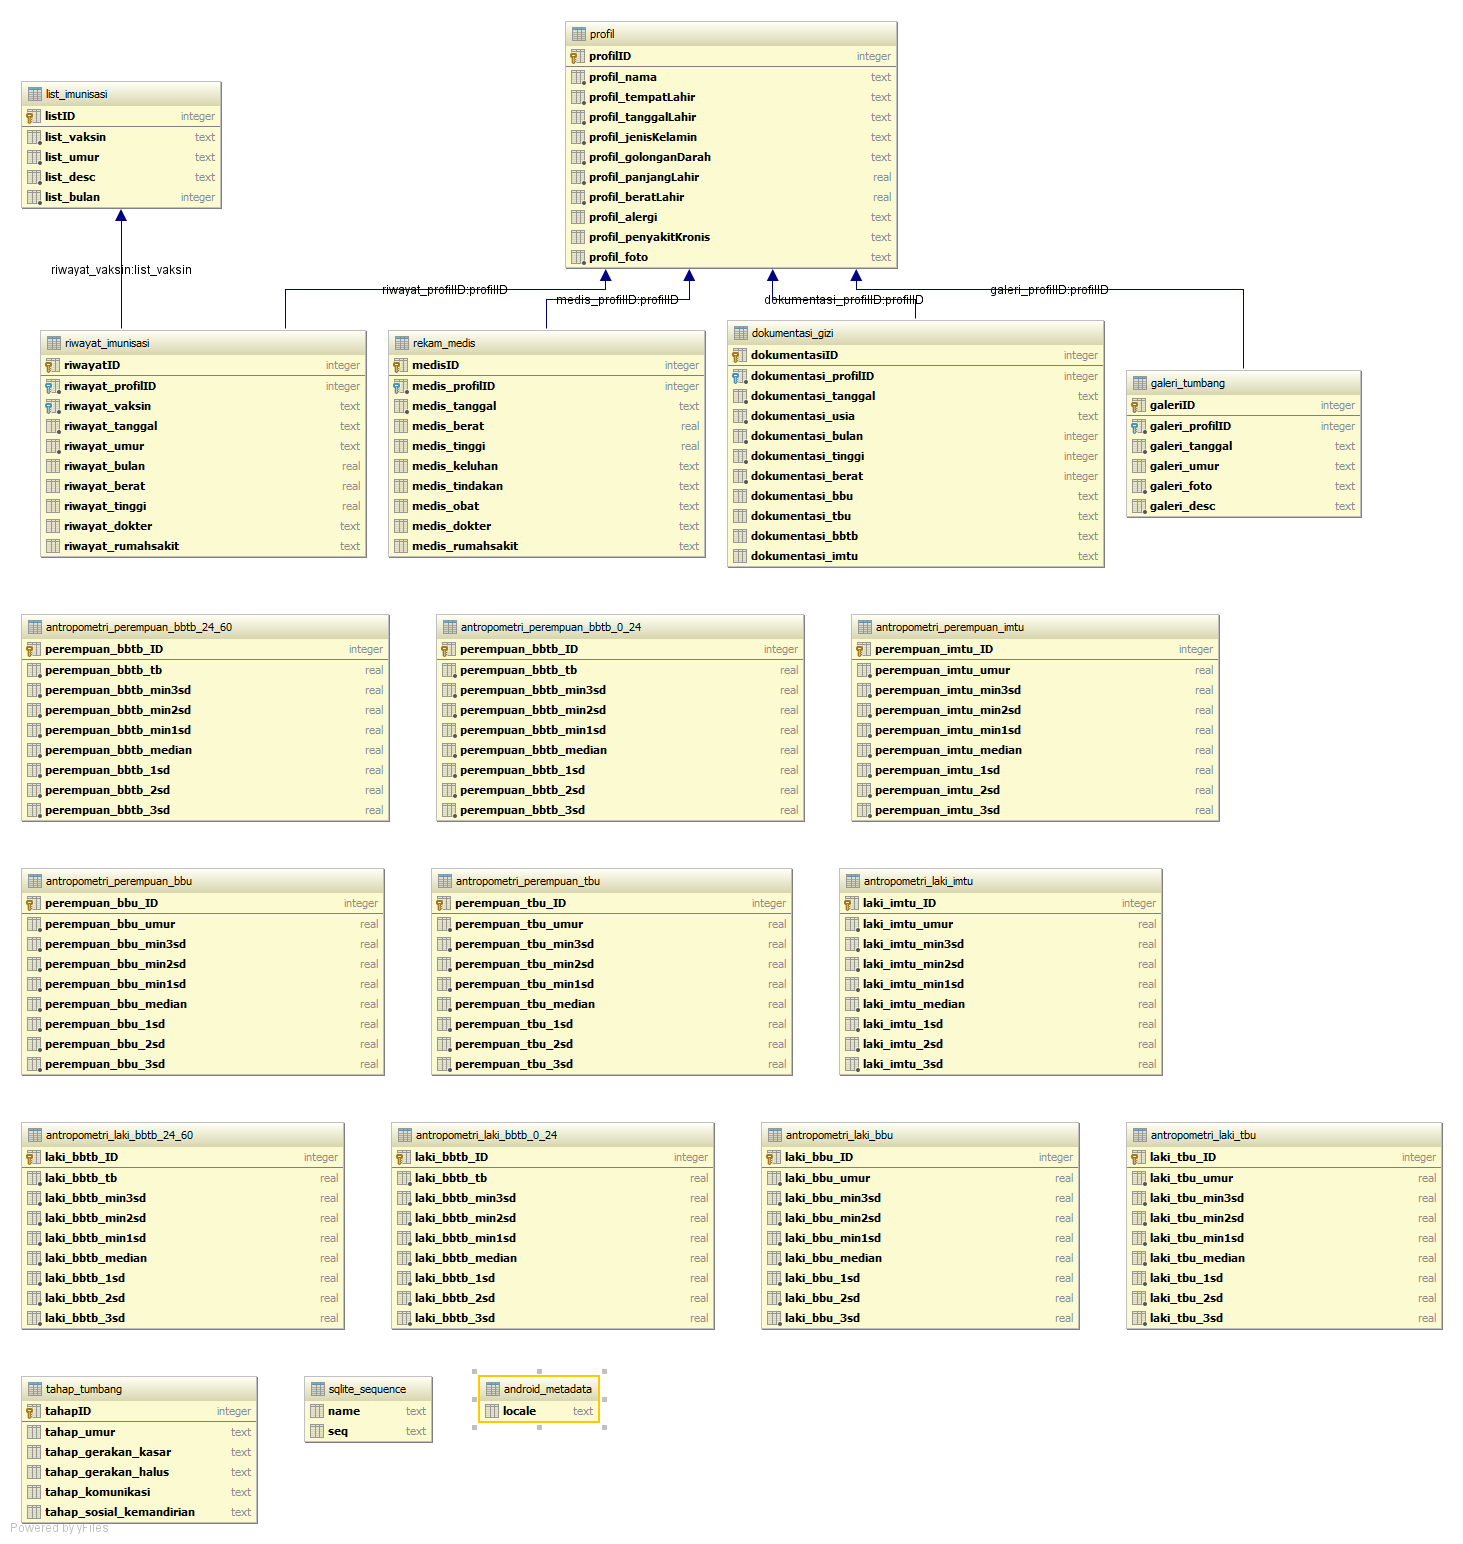 profil
profilID integer
profil_nama text
profil_tempatLahir text
profil_tanggalLahir text
profil_jenisKelamin text
profil_golonganDarah text
profil_panjangLahir real
profil_beratLahir real
profil_alergi text
profil_penyakitKronis text
profil_foto text
list_imunisasi
listID integer
list_vaksin text
list_umur text
list_desc text
list_bulan integer
riwayat_vaksin:list_vaksin
riwayat_profilID:profilID
medis_profilID:profilID
dokumentasi_profilID:profilID
galeri_profilID:profilID
riwayat_imunisasi
riwayatID integer
riwayat_profilID integer
riwayat_vaksin text
riwayat_tanggal text
riwayat_umur text
riwayat_bulan real
riwayat_berat real
riwayat_tinggi real
riwayat_dokter text
riwayat_rumahsakit text
rekam_medis
medisID integer
medis_profilID integer
medis_tanggal text
medis_berat real
medis_tinggi real
medis_keluhan text
medis_tindakan text
medis_obat text
medis_dokter text
medis_rumahsakit text
dokumentasi_gizi
dokumentasiID integer
dokumentasi_profilID integer
dokumentasi_tanggal text
dokumentasi_usia text
dokumentasi_bulan integer
dokumentasi_tinggi integer
dokumentasi_berat integer
dokumentasi_bbu text
dokumentasi_tbu text
dokumentasi_bbtb text
dokumentasi_imtu text
galeri_tumbang
galeriID integer
galeri_profilID integer
galeri_tanggal text
galeri_umur text
galeri_foto text
galeri_desc text
antropometri_perempuan_bbtb_24_60
perempuan_bbtb_ID integer
perempuan_bbtb_tb real
perempuan_bbtb_min3sd real
perempuan_bbtb_min2sd real
perempuan_bbtb_min1sd real
perempuan_bbtb_median real
perempuan_bbtb_1sd real
perempuan_bbtb_2sd real
perempuan_bbtb_3sd real
antropometri_perempuan_bbtb_0_24
perempuan_bbtb_ID integer
perempuan_bbtb_tb real
perempuan_bbtb_min3sd real
perempuan_bbtb_min2sd real
perempuan_bbtb_min1sd real
perempuan_bbtb_median real
perempuan_bbtb_1sd real
perempuan_bbtb_2sd real
perempuan_bbtb_3sd real
antropometri_perempuan_imtu
perempuan_imtu_ID integer
perempuan_imtu_umur real
perempuan_imtu_min3sd real
perempuan_imtu_min2sd real
perempuan_imtu_min1sd real
perempuan_imtu_median real
perempuan_imtu_1sd real
perempuan_imtu_2sd real
perempuan_imtu_3sd real
antropometri_perempuan_bbu
perempuan_bbu_ID integer
perempuan_bbu_umur real
perempuan_bbu_min3sd real
perempuan_bbu_min2sd real
perempuan_bbu_min1sd real
perempuan_bbu_median real
perempuan_bbu_1sd real
perempuan_bbu_2sd real
perempuan_bbu_3sd real
antropometri_perempuan_tbu
perempuan_tbu_ID integer
perempuan_tbu_umur real
perempuan_tbu_min3sd real
perempuan_tbu_min2sd real
perempuan_tbu_min1sd real
perempuan_tbu_median real
perempuan_tbu_1sd real
perempuan_tbu_2sd real
perempuan_tbu_3sd real
antropometri_laki_imtu
laki_imtu_ID integer
laki_imtu_umur real
laki_imtu_min3sd real
laki_imtu_min2sd real
laki_imtu_min1sd real
laki_imtu_median real
laki_imtu_1sd real
laki_imtu_2sd real
laki_imtu_3sd real
antropometri_laki_bbtb_24_60
laki_bbtb_ID integer
laki_bbtb_tb real
laki_bbtb_min3sd real
laki_bbtb_min2sd real
laki_bbtb_min1sd real
laki_bbtb_median real
laki_bbtb_1sd real
laki_bbtb_2sd real
laki_bbtb_3sd real
antropometri_laki_bbtb_0_24
laki_bbtb_ID integer
laki_bbtb_tb real
laki_bbtb_min3sd real
laki_bbtb_min2sd real
laki_bbtb_min1sd real
laki_bbtb_median real
laki_bbtb_1sd real
laki_bbtb_2sd real
laki_bbtb_3sd real
antropometri_laki_bbu
laki_bbu_ID integer
laki_bbu_umur real
laki_bbu_min3sd real
laki_bbu_min2sd real
laki_bbu_min1sd real
laki_bbu_median real
laki_bbu_1sd real
laki_bbu_2sd real
laki_bbu_3sd real
antropometri_laki_tbu
laki_tbu_ID integer
laki_tbu_umur real
laki_tbu_min3sd real
laki_tbu_min2sd real
laki_tbu_min1sd real
laki_tbu_median real
laki_tbu_1sd real
laki_tbu_2sd real
laki_tbu_3sd real
tahap_tumbang
tahapID integer
tahap_umur text
tahap_gerakan_kasar text
tahap_gerakan_halus text
tahap_komunikasi text
tahap_sosial_kemandirian text
sqlite_sequence
name text
seq text
android_metadata
locale text
Powered by yFiles